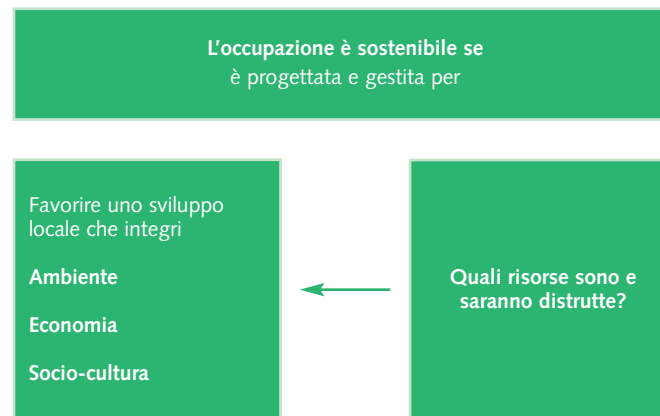 L'occupazione è sostenibile se
è progettata e gestita per
Favorire uno sviluppo
locale che integri
Ambiente
Economia
Socio-cultura
Quali risorse sono e
saranno distrutte?